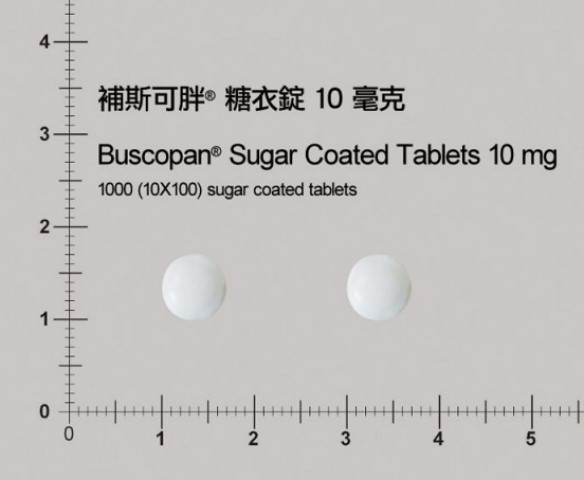 4
補斯可胖® 糖衣錠 10 毫克
3
Buscopan® Sugar Coated Tablets 10 mg
1000 (10X100) sugar coated tablets
2
1
0
0 1 2 3 4 5